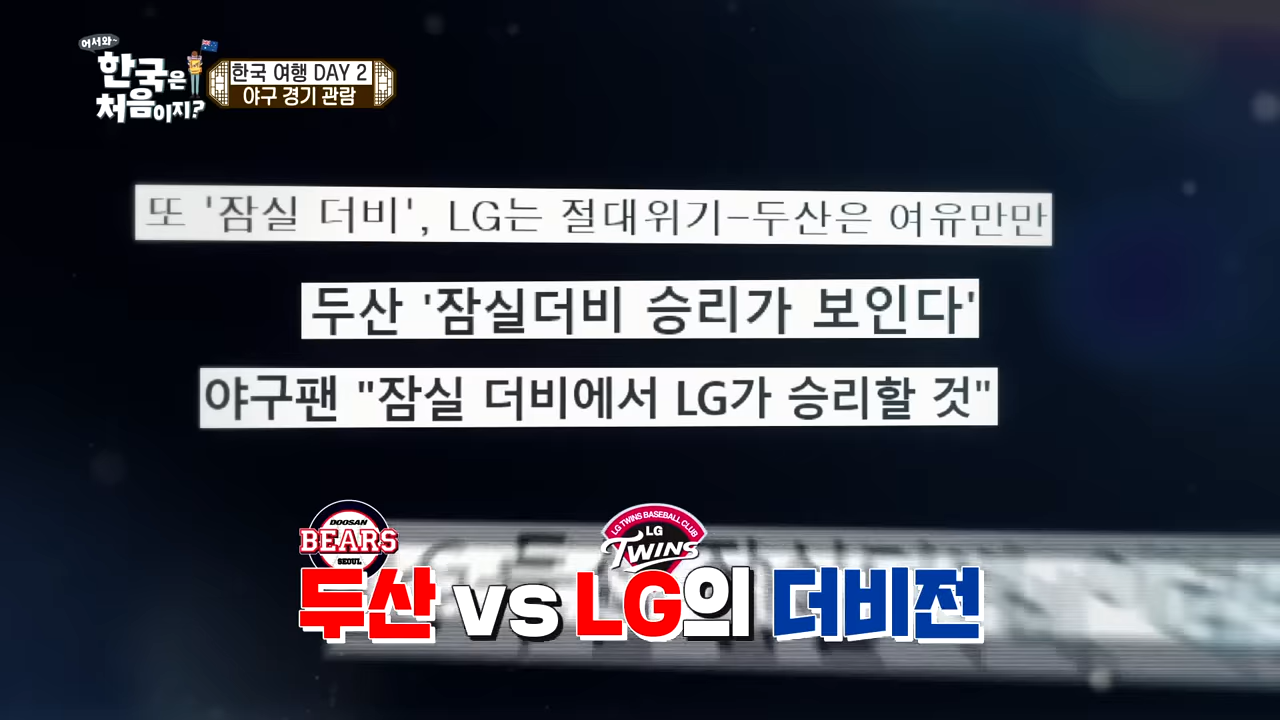 어서와~
한국은
처음이지?
한국 여행 DAY 2
야구 경기 관람
또 '잠실 더비', LG는 절대위기-두산은 여유만만
두산 '잠실더비 승리가 보인다'
야구팬 "잠실 더비에서 LG가 승리할 것"
DOOSAN
BEARS
SEOUL
LG TWINS BASEBALL CLUB
LG
TWINS
두산 vs LG의 더비전